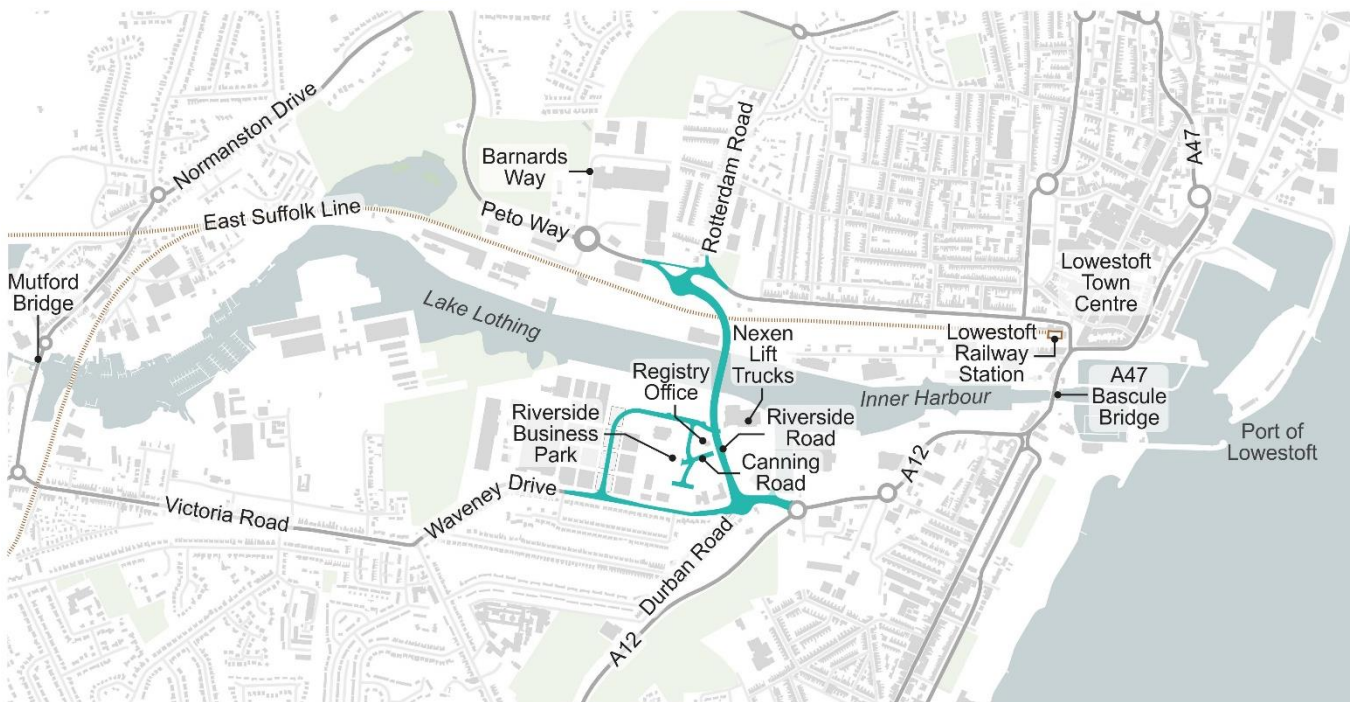 Normanston Drive
East Suffolk Line
Mutford
Bridge
Barnards
Way
Peto Way
Rotterdam Road
A47
Lowestoft
Town
Centre
Lake Lothing
Nexen
Lift
Trucks
Lowestoft
Railway
Station
A47
Bascule
Bridge
Inner Harbour
Registry
Office
Riverside
Business
Park
Riverside
Road
Canning
Road
Port of
Lowestoft
A12
Waveney Drive
Victoria Road
Durban Road
A12